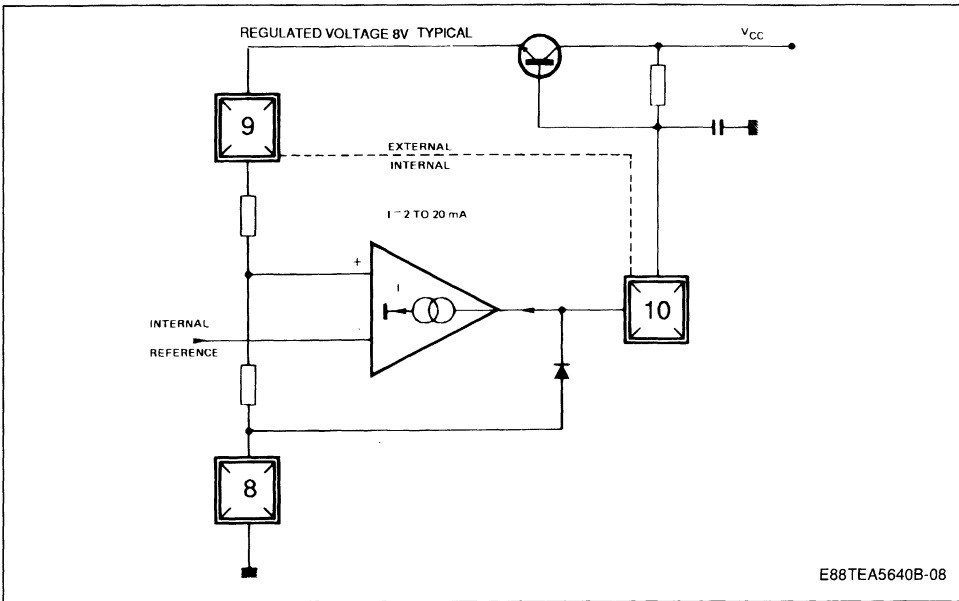 REGULATED VOLTAGE 8V TYPICAL
VCC
9
EXTERNAL
INTERNAL
I = 2 TO 20 mA
+
I
10
INTERNAL
REFERENCE
8
E88TEA5640B-08